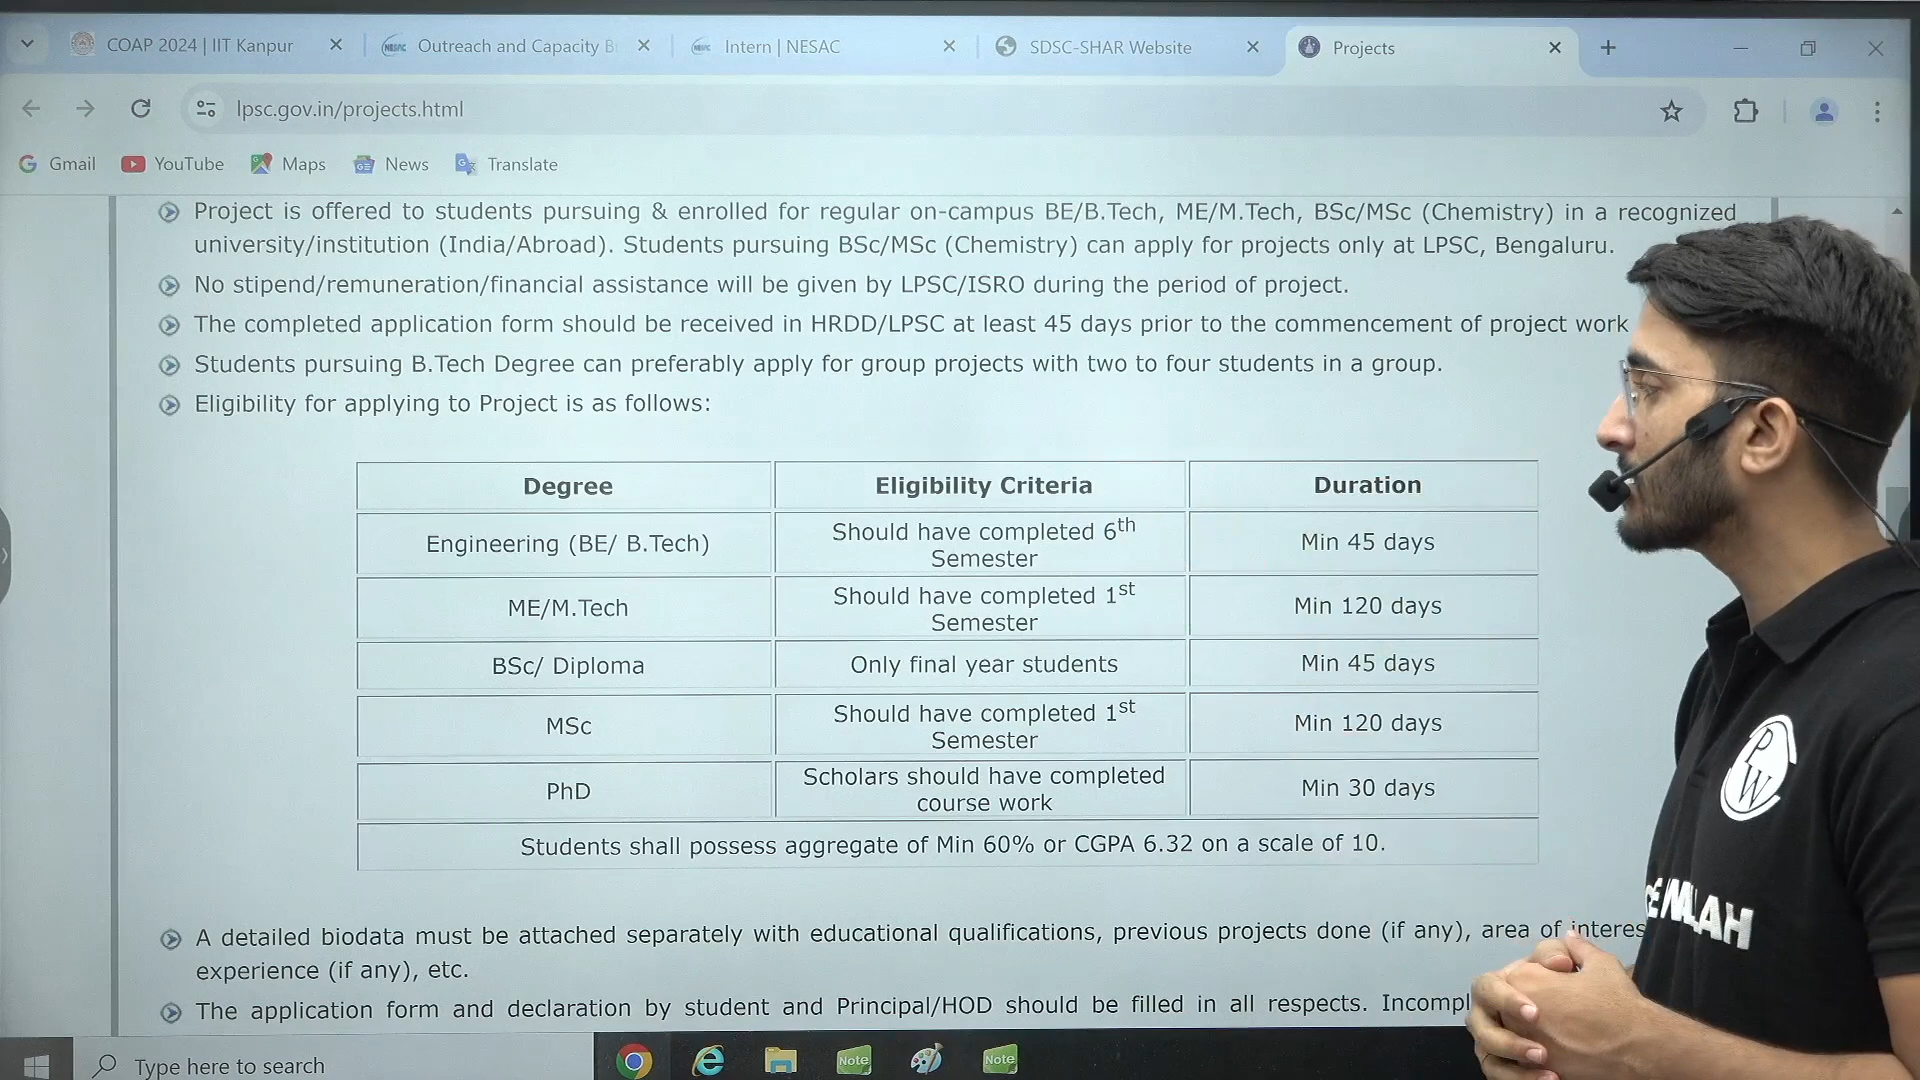 COAP 2024 | IIT Kanpur
Outreach and Capacity B
Intern | NESAC
SDSC-SHAR Website
Projects
lpsc.gov.in/projects.html
Gmail
YouTube
Maps
News
Translate
Project is offered to students pursuing & enrolled for regular on-campus BE/B.Tech, ME/M.Tech, BSc/MSc (Chemistry) in a recognized
university/institution (India/Abroad). Students pursuing BSc/MSc (Chemistry) can apply for projects only at LPSC, Bengaluru.
No stipend/remuneration/financial assistance will be given by LPSC/ISRO during the period of project.
The completed application form should be received in HRDD/LPSC at least 45 days prior to the commencement of project work
Students pursuing B.Tech Degree can preferably apply for group projects with two to four students in a group.
Eligibility for applying to Project is as follows:
Degree Eligibility Criteria Duration
Engineering (BE/ B.Tech) Should have completed 6th Min 45 days
Semester
ME/M.Tech Should have completed 1st Min 120 days
Semester
BSc/ Diploma Only final year students Min 45 days
MSc Should have completed 1st Min 120 days
Semester
PhD Scholars should have completed Min 30 days
course work
Students shall possess aggregate of Min 60% or CGPA 6.32 on a scale of 10.
A detailed biodata must be attached separately with educational qualifications, previous projects done (if any), area of interes
experience (if any), etc.
The application form and declaration by student and Principal/HOD should be filled in all respects. Incompl
Type here to search
Note
Note
PW
WALLAH